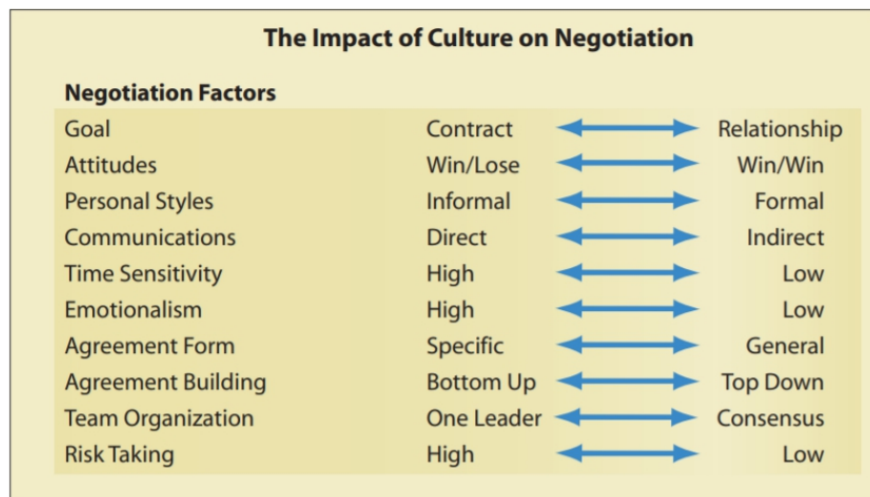 The Impact of Culture on Negotiation
Negotiation Factors
Goal Contract Relationship
Attitudes Win/Lose Win/Win
Personal Styles Informal Formal
Communications Direct Indirect
Time Sensitivity High Low
Emotionalism High Low
Agreement Form Specific General
Agreement Building Bottom Up Top Down
Team Organization One Leader Consensus
Risk Taking High Low